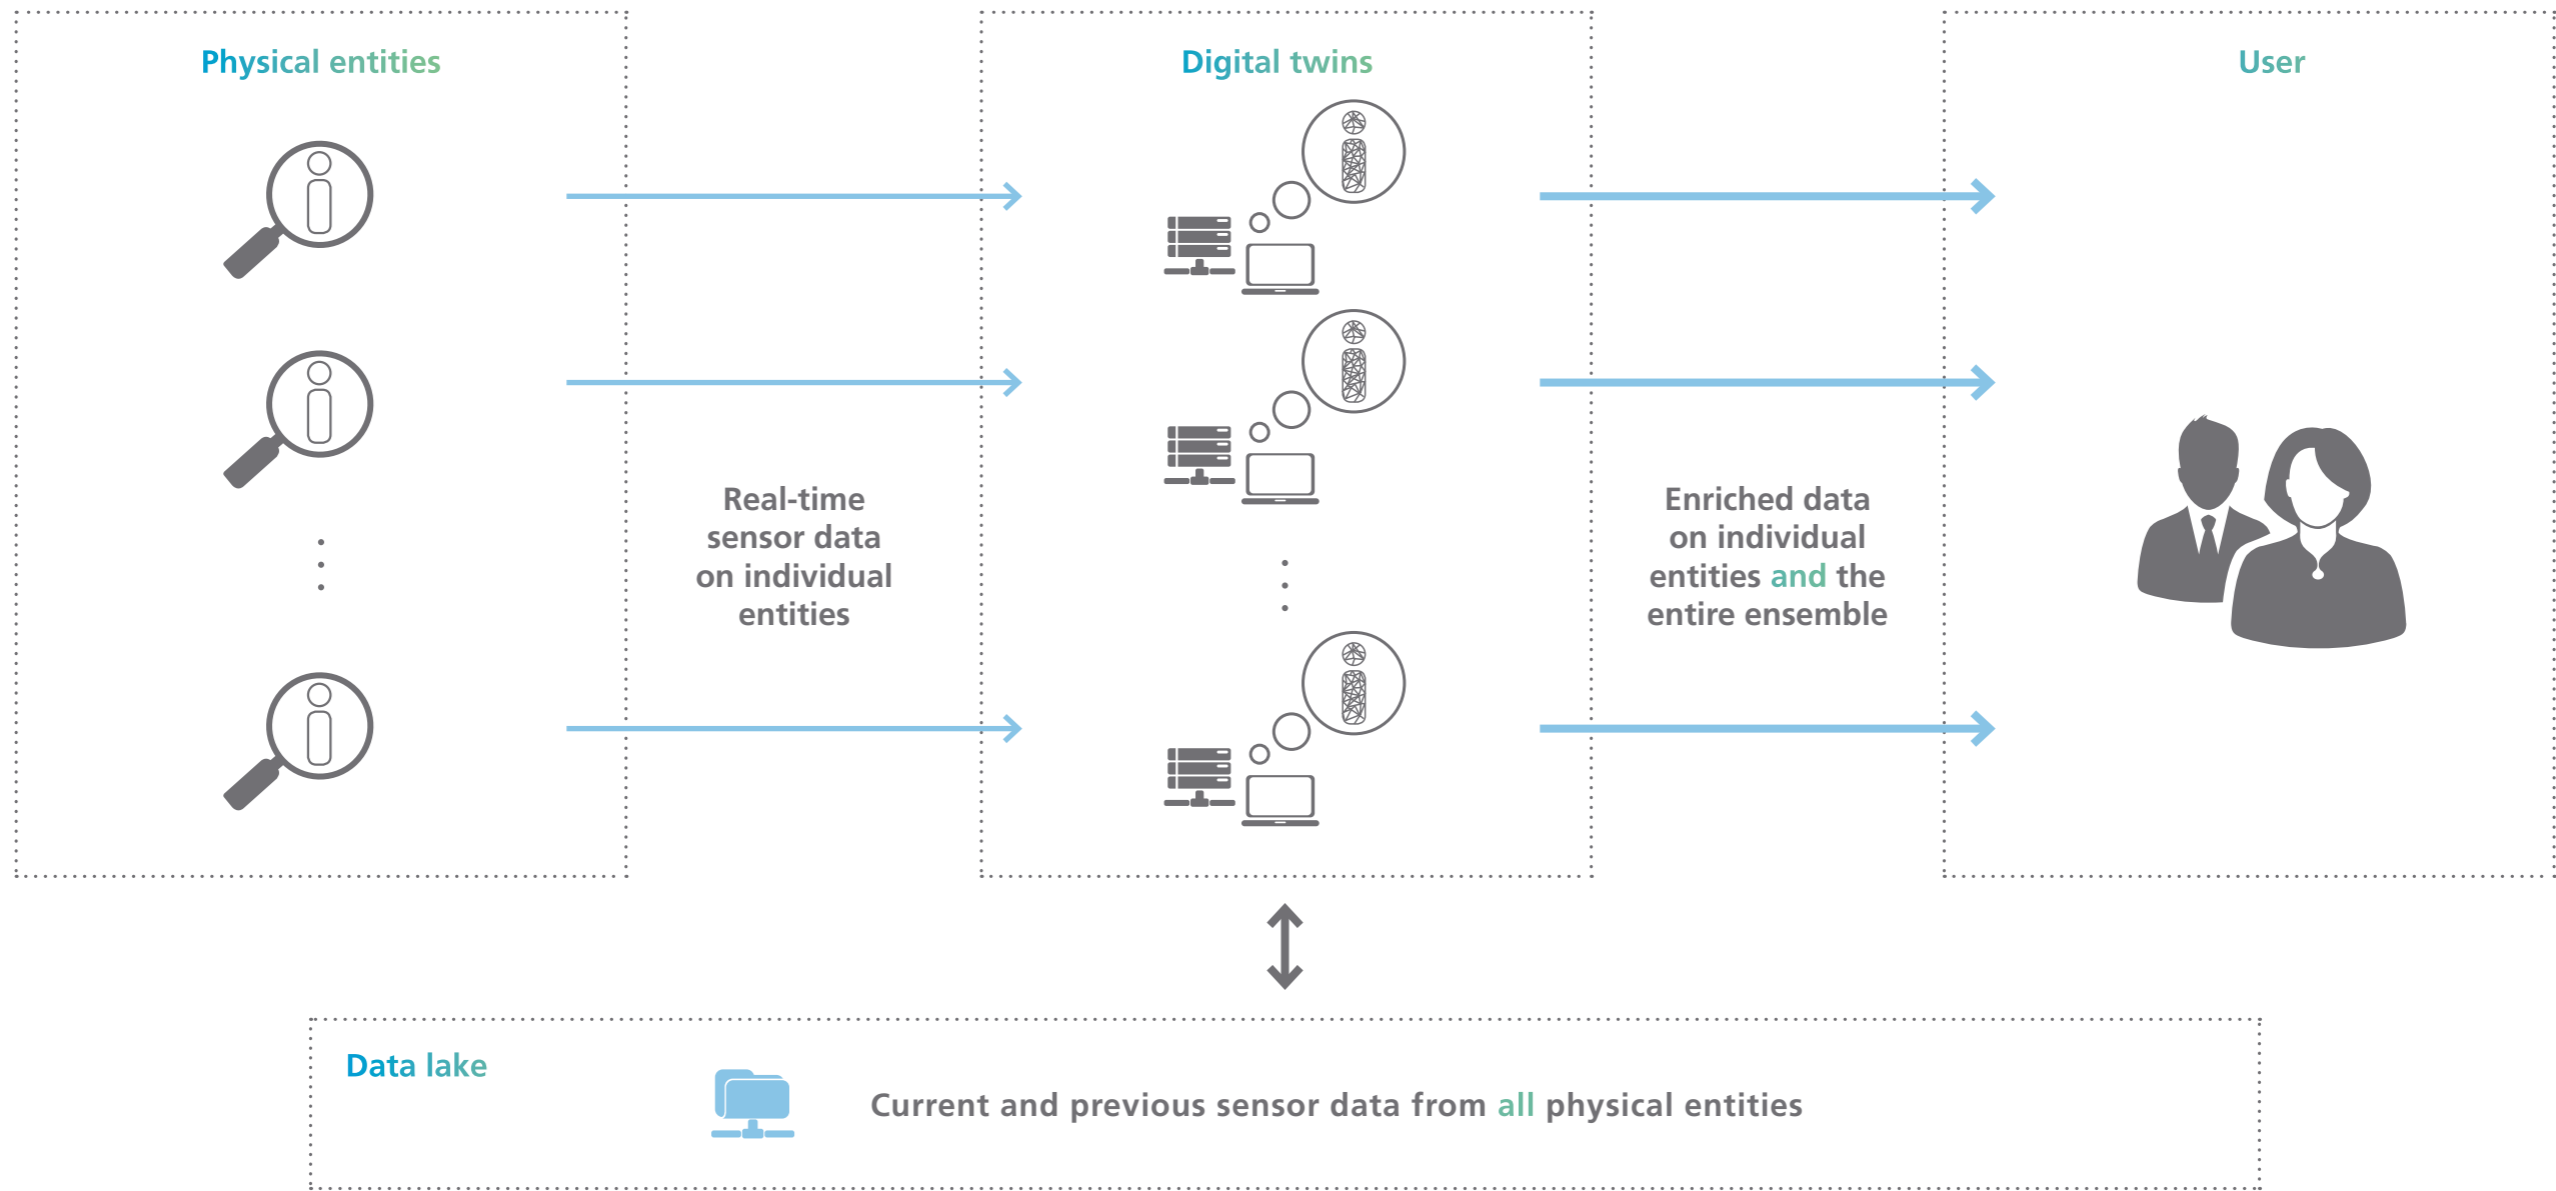 Physical entities
Digital twins
User
Real-time
sensor data
on individual
entities
Enriched data
on individual
entities and the
entire ensemble
Data lake
Current and previous sensor data from all physical entities